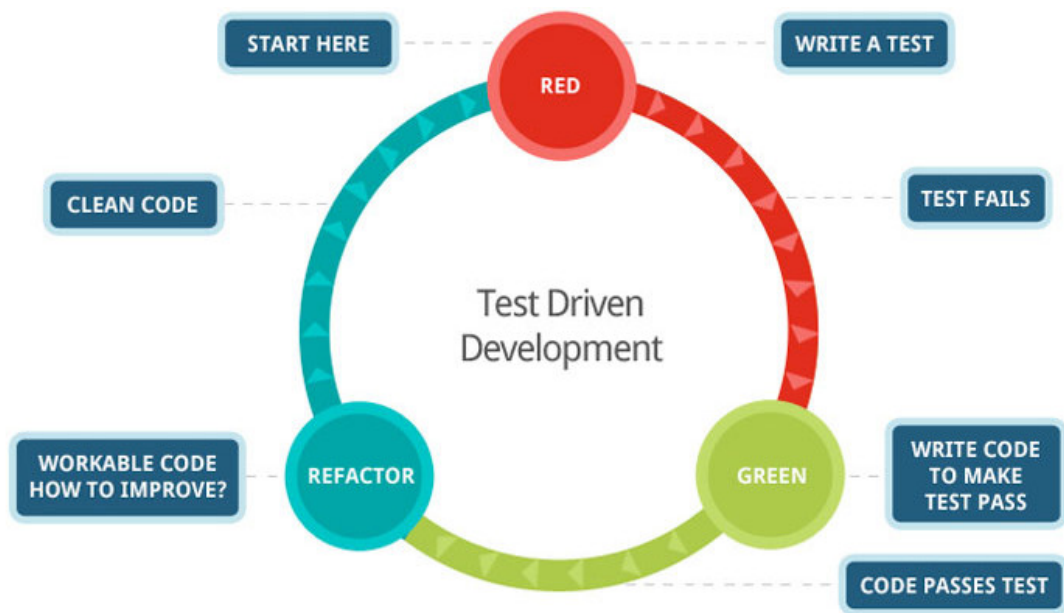 START HERE
RED
WRITE A TEST
CLEAN CODE
TEST FAILS
Test Driven
Development
WORKABLE CODE
HOW TO IMPROVE?
REFACTOR
GREEN
WRITE CODE
TO MAKE
TEST PASS
CODE PASSES TEST